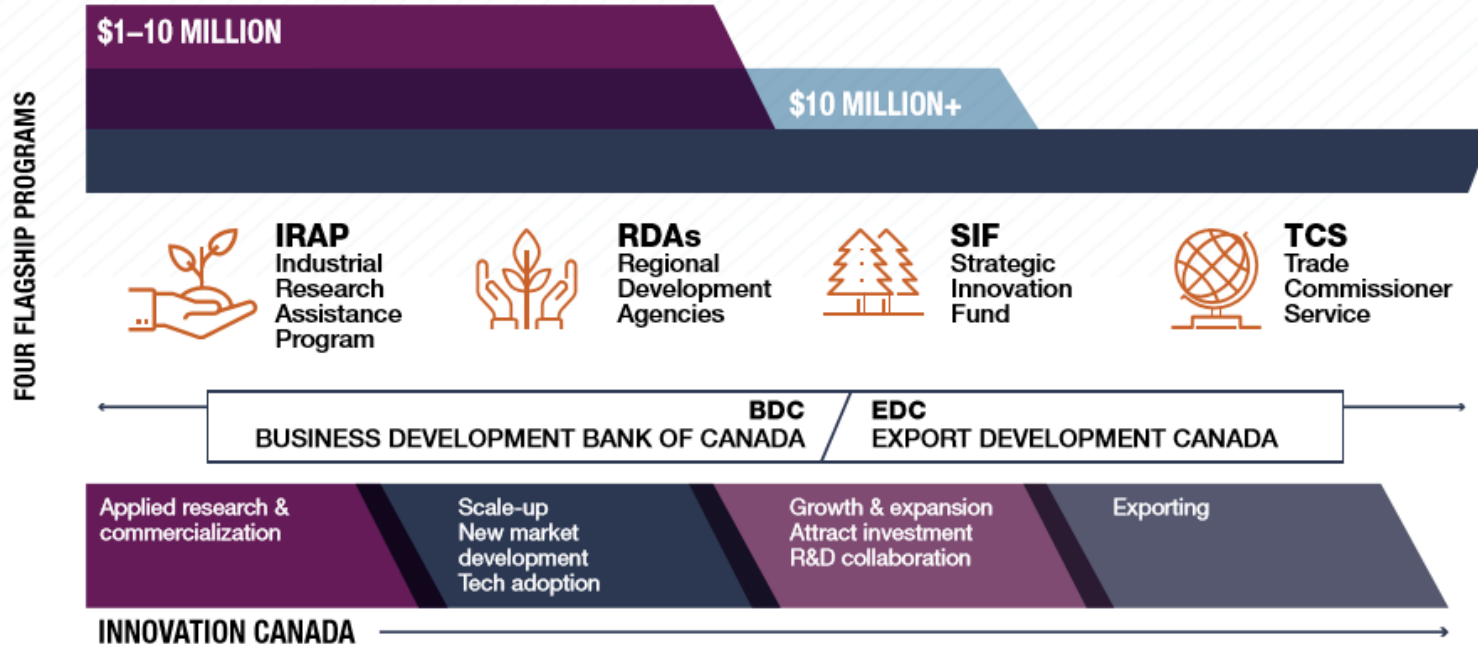 $1–10 MILLION
$10 MILLION+
FOUR FLAGSHIP PROGRAMS
IRAP
Industrial
Research
Assistance
Program
RDAs
Regional
Development
Agencies
SIF
Strategic
Innovation
Fund
TCS
Trade
Commissioner
Service
BDC
BUSINESS DEVELOPMENT BANK OF CANADA
EDC
EXPORT DEVELOPMENT CANADA
Applied research &
commercialization
Scale-up
New market
development
Tech adoption
Growth & expansion
Attract investment
R&D collaboration
Exporting
INNOVATION CANADA